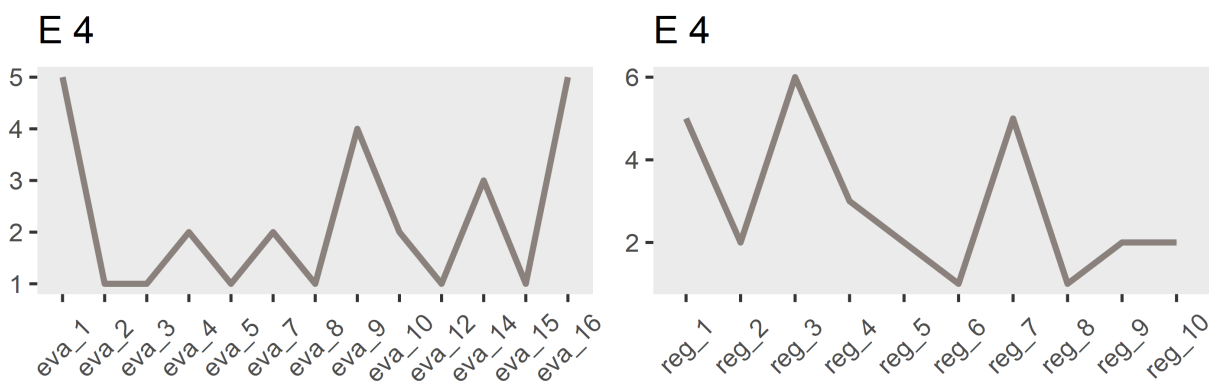 E 4
5
4
3
2
1
eva_1
eva_2
eva_3
eva_4
eva_5
eva_7
eva_8
eva_9
eva_10
eva_12
eva_14
eva_15
eva_16
E 4
6
4
2
reg_1
reg_2
reg_3
reg_4
reg_5
reg_6
reg_7
reg_8
reg_9
reg_10